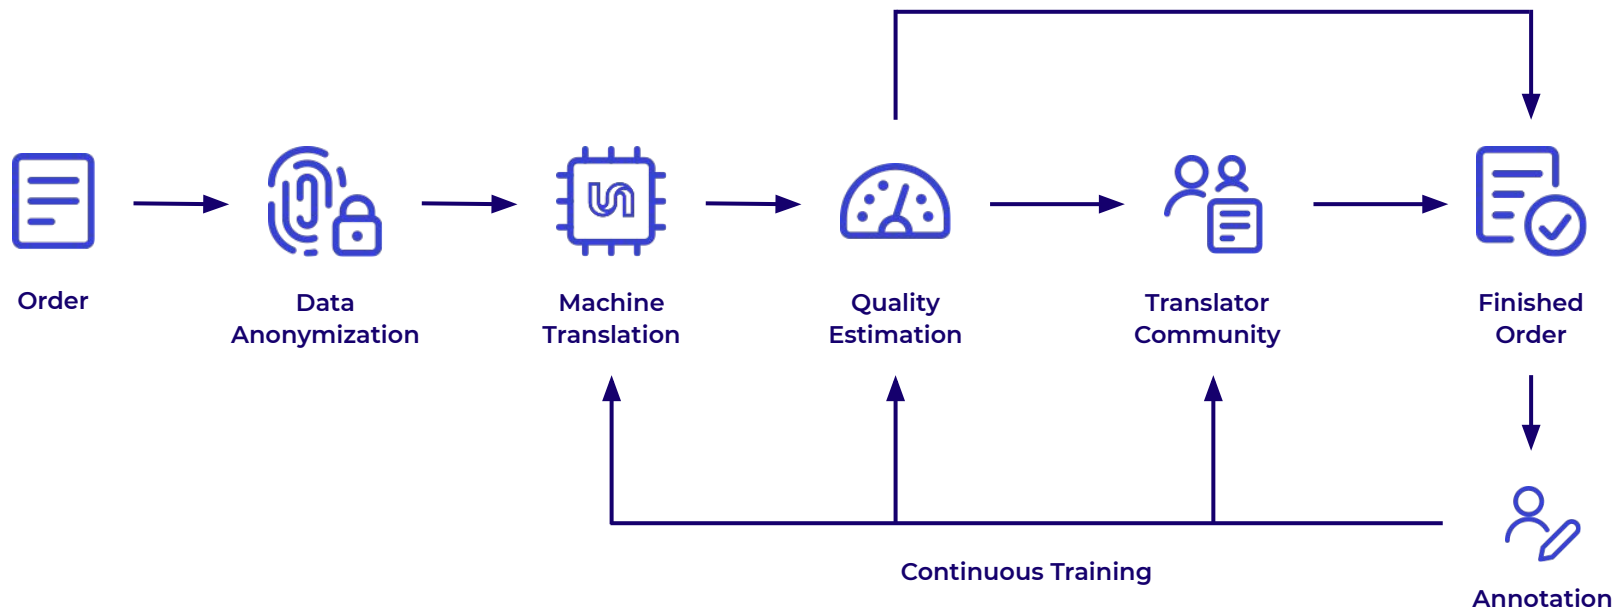 Order
Data
Anonymization
Machine
Translation
Quality
Estimation
Translator
Community
Finished
Order
Continuous Training
Annotation